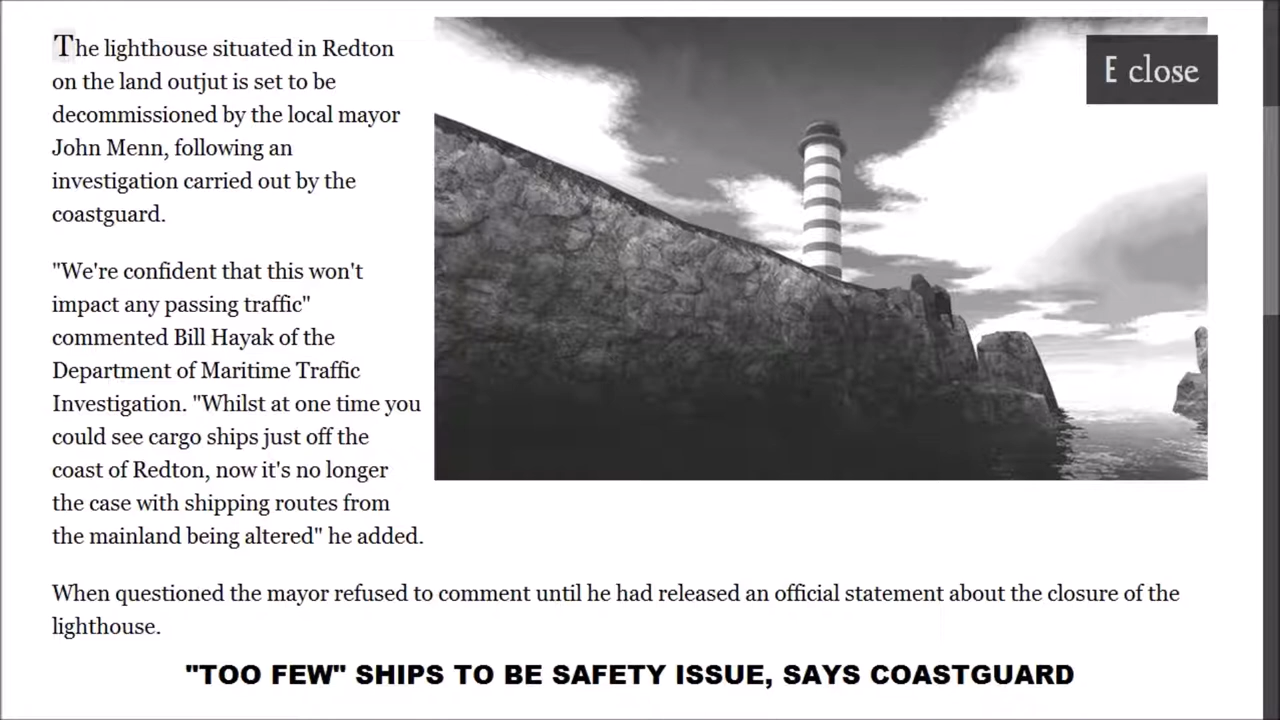 The lighthouse situated in Redton
on the land outjut is set to be
decommissioned by the local mayor
John Menn, following an
investigation carried out by the
coastguard.
"We're confident that this won't
impact any passing traffic"
commented Bill Hayak of the
Department of Maritime Traffic
Investigation. "Whilst at one time you
could see cargo ships just off the
coast of Redton, now it's no longer
the case with shipping routes from
the mainland being altered" he added.
E close
When questioned the mayor refused to comment until he had released an official statement about the closure of the
lighthouse.
"TOO FEW" SHIPS TO BE SAFETY ISSUE, SAYS COASTGUARD